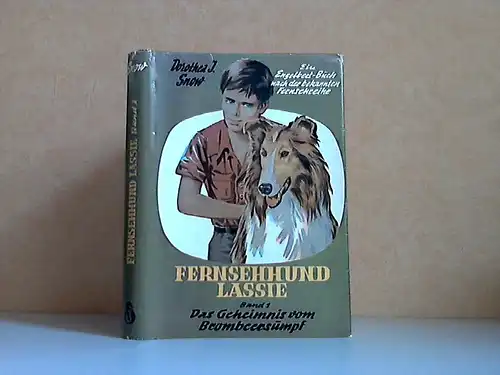 Dorothea J.
Snow
Ein
Engelbert-Buch
nach der bekannten
Fernsehreihe
FERNSEHHUND
LASSIE
Band 1
Das Geheimnis vom
Brombeersumpf
Snow
FERNSEHHUND LASSIE Band 1